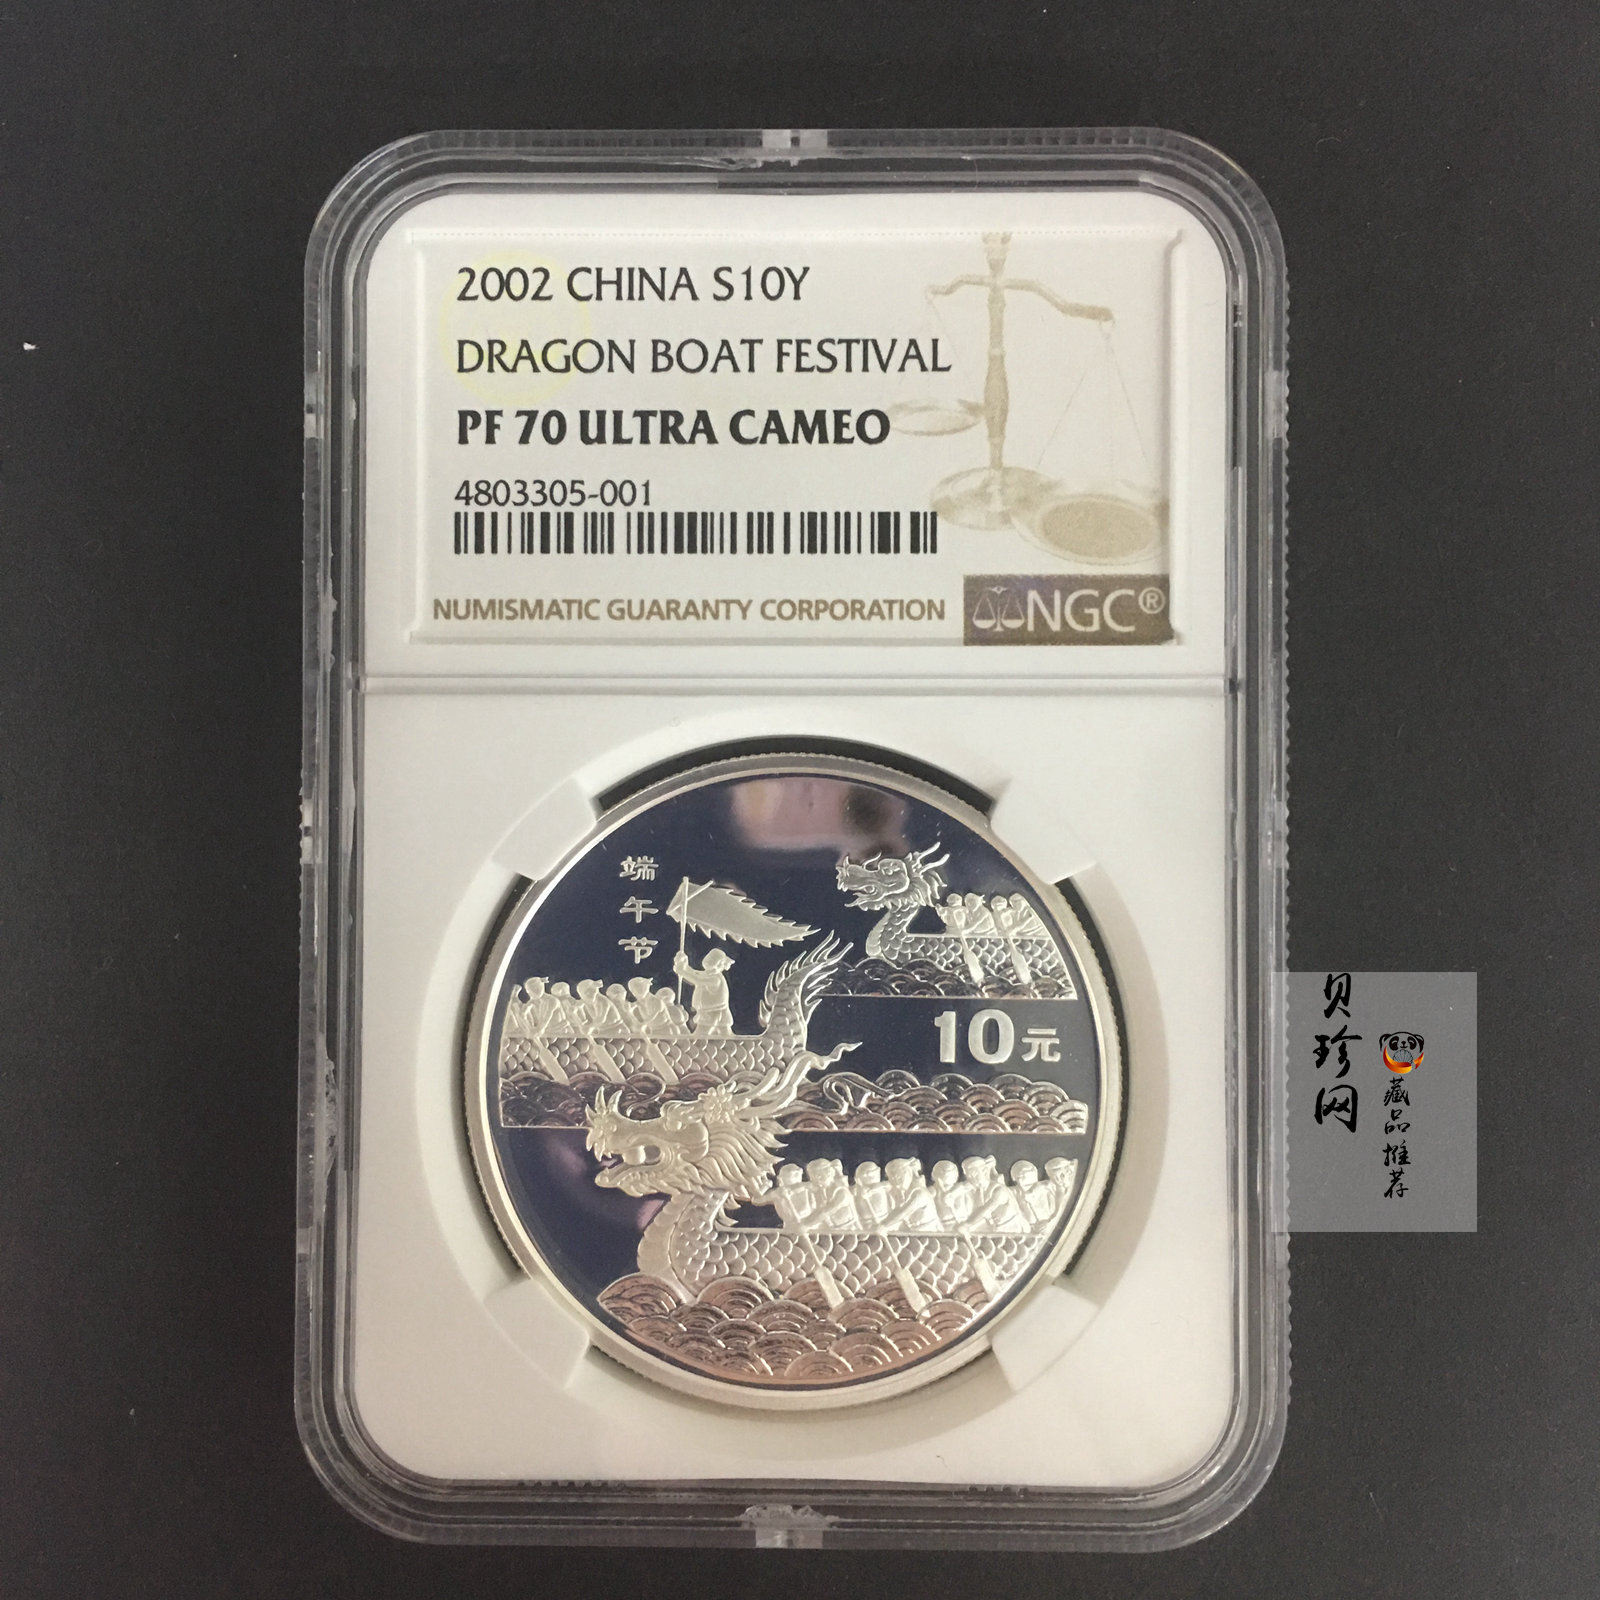 2002 CHINA S10Y
DRAGON BOAT FESTIVAL
PF 70 ULTRA CAMEO
4803305-001
NUMISMATIC GUARANTY CORPORATION
NGC®
端午节
10元
贝珍网
藏品推荐